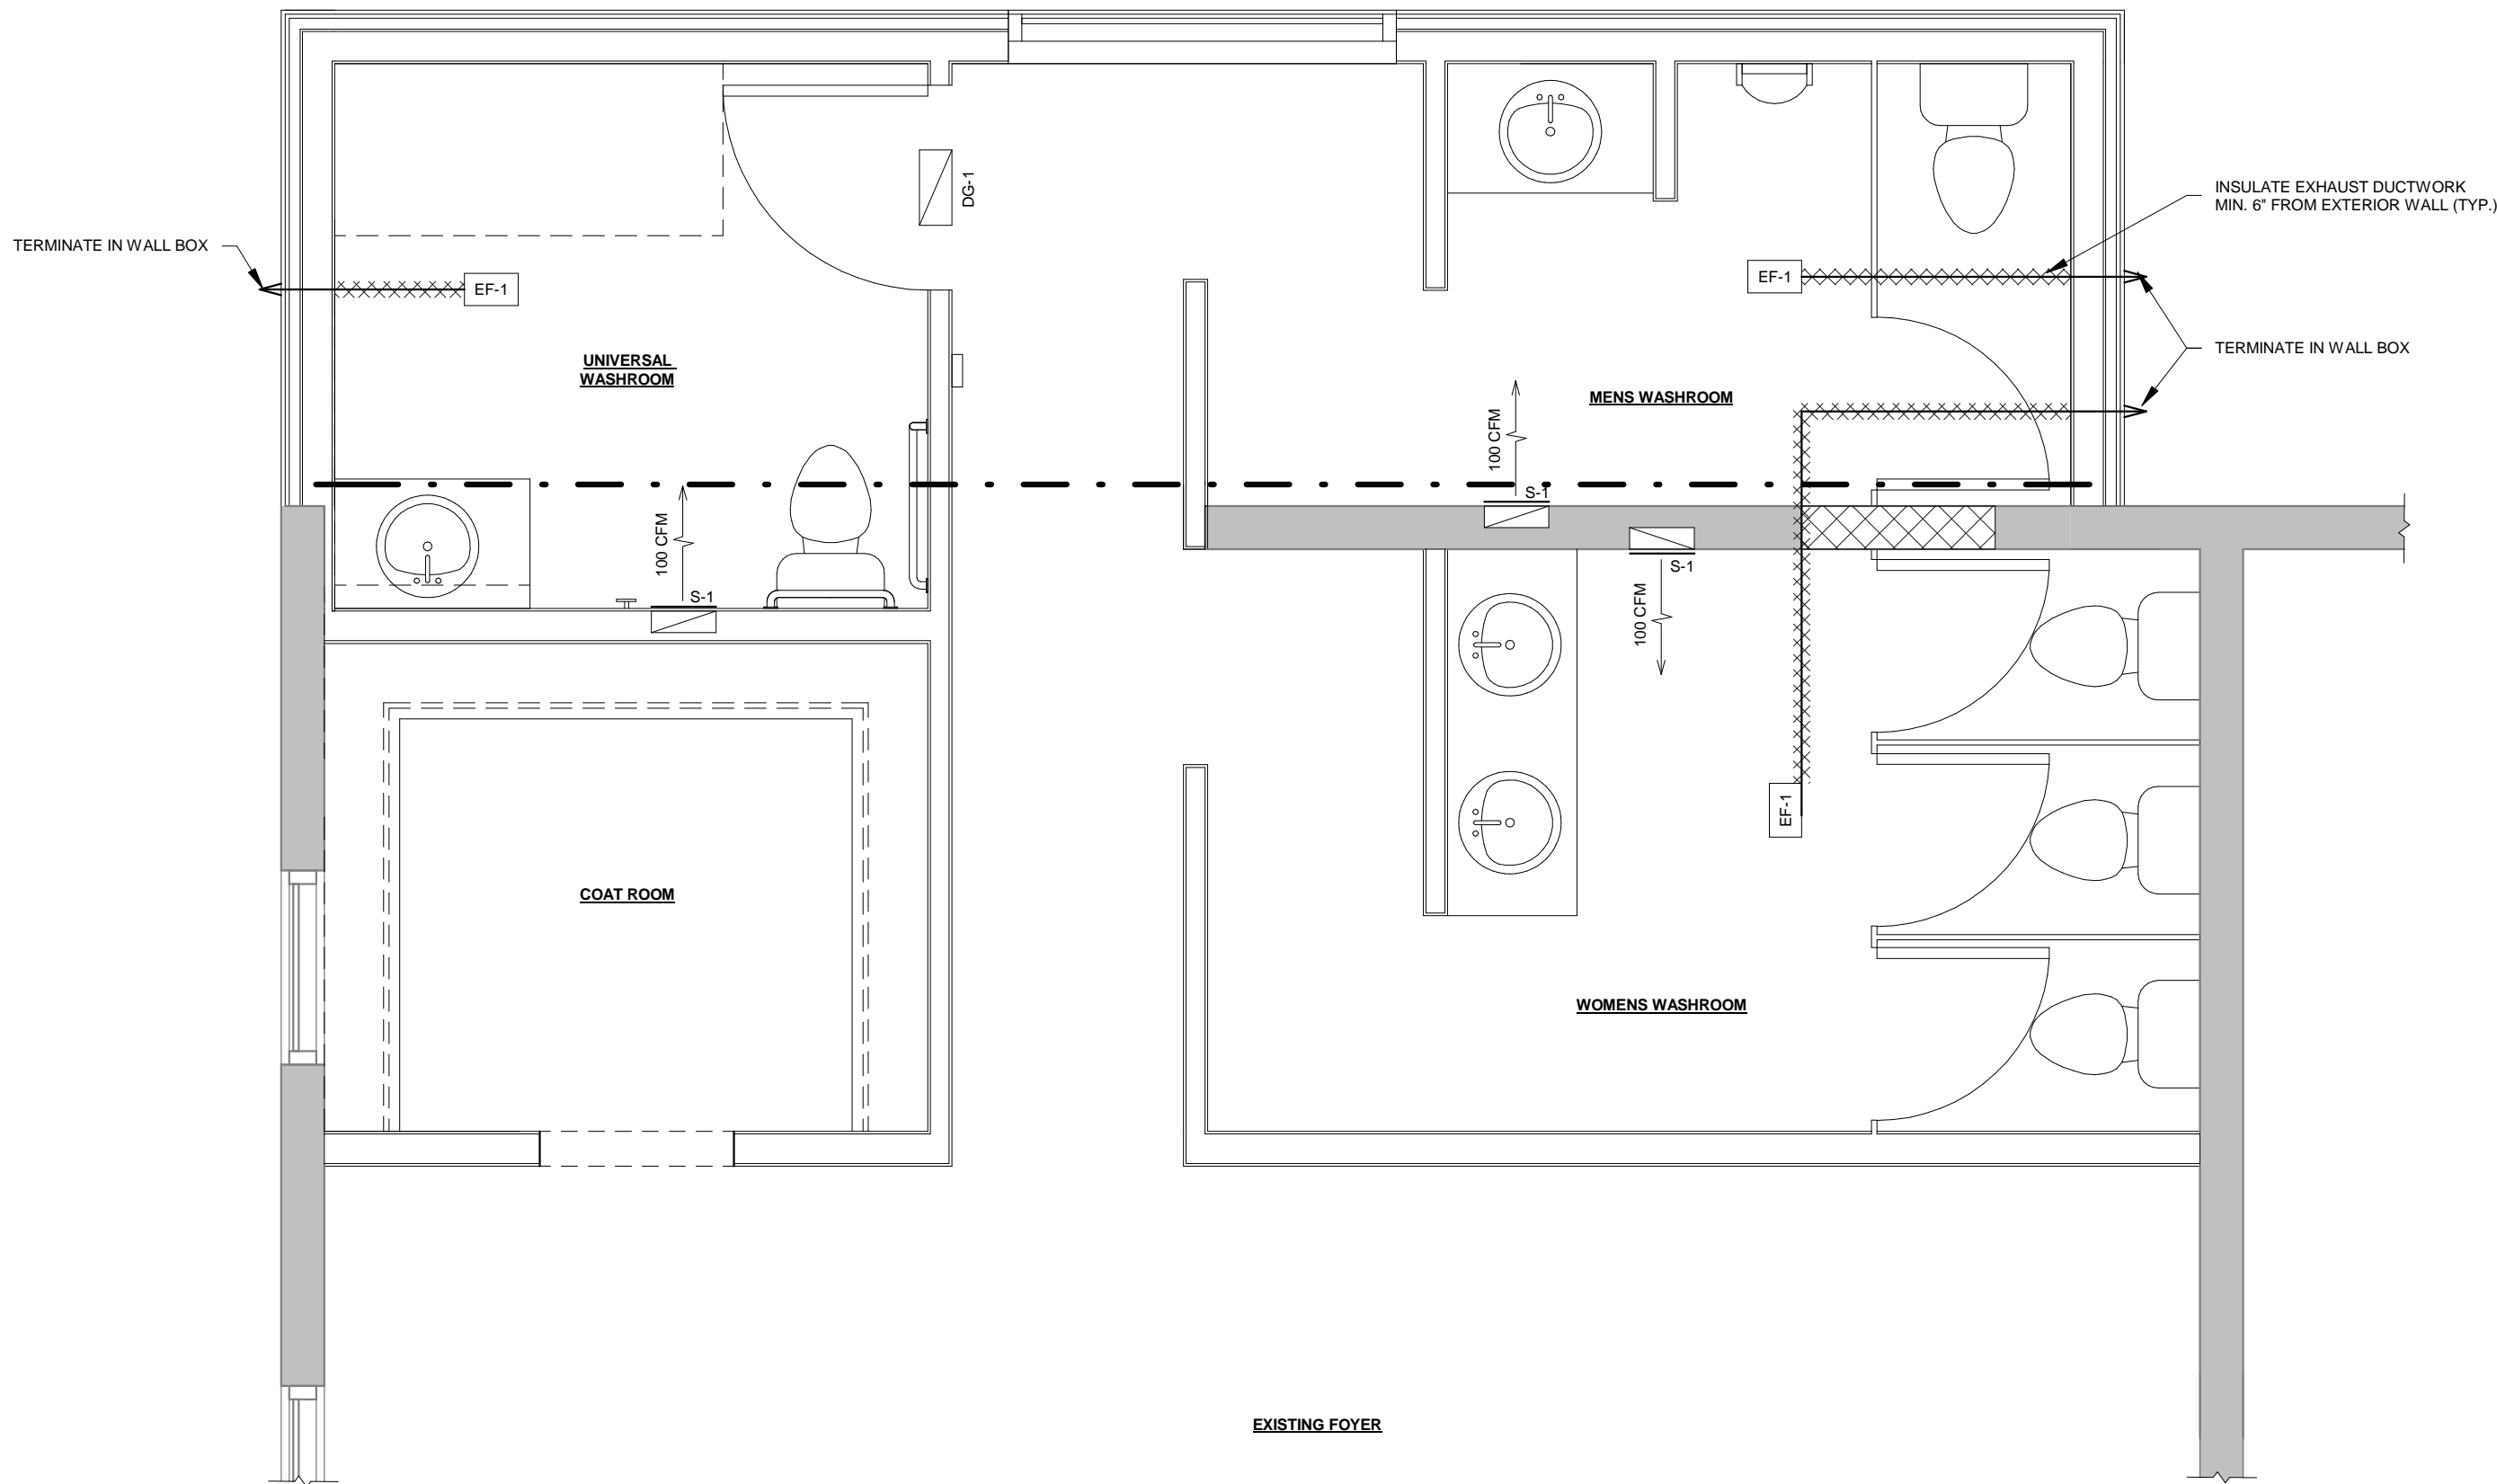 DG-1
INSULATE EXHAUST DUCTWORK
MIN. 6" FROM EXTERIOR WALL (TYP.)
TERMINATE IN WALL BOX
EF-1
EF-1
TERMINATE IN WALL BOX
UNIVERSAL
WASHROOM
MENS WASHROOM
100 CFM
S-1
100 CFM
S-1
S-1
100 CFM
EF-1
COAT ROOM
WOMENS WASHROOM
EXISTING FOYER